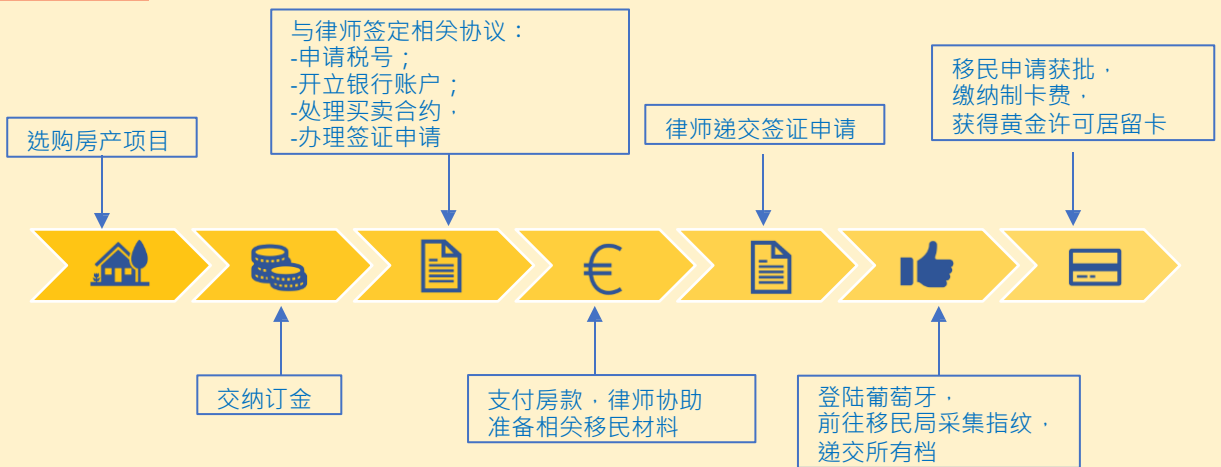 选购房产项目
交纳订金
与律师签定相关协议：
-申请税号；
-开立银行账户；
-处理买卖合约，
-办理签证申请
支付房款，律师协助
准备相关移民材料
律师递交签证申请
登陆葡萄牙，
前往移民局采集指纹，
递交所有档
移民申请获批，
缴纳制卡费，
获得黄金许可居留卡